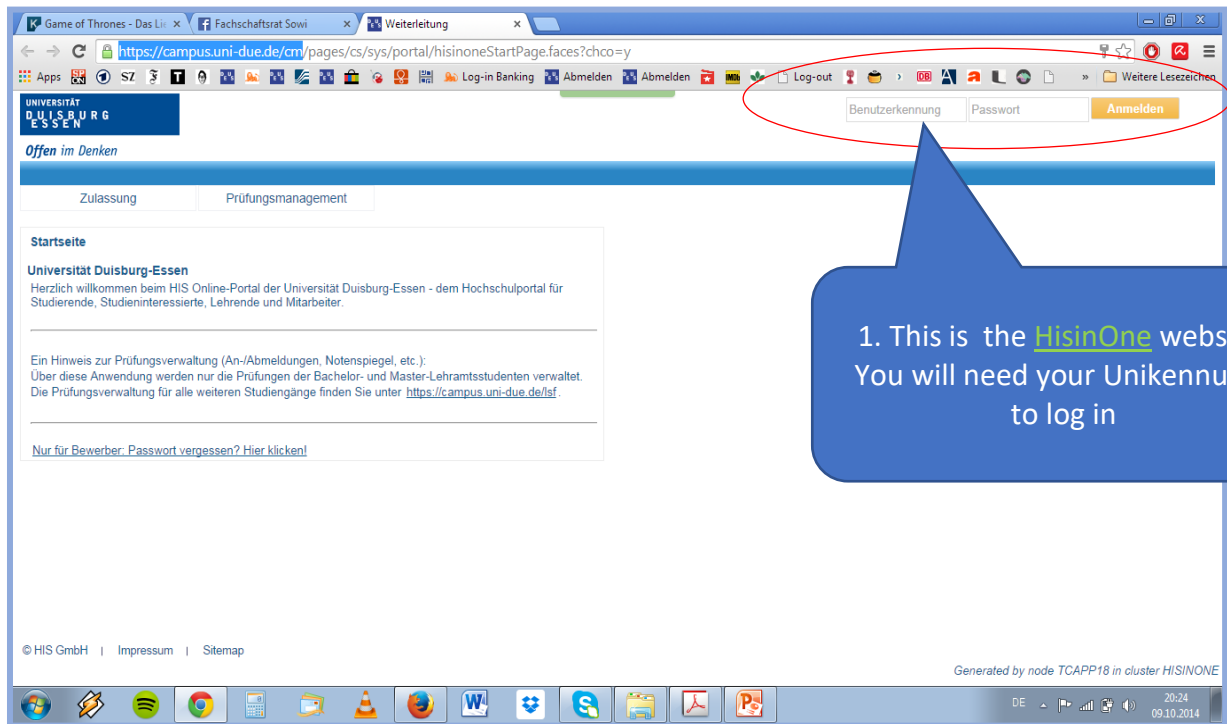 Game of Thrones - Das Li
Fachschaftsrat Sowi
Weiterleitung
https://campus.uni-due.de/cm/pages/cs/sys/portal/hisinoneStartPage.faces?chco=y
Apps SZ Log-in Banking Abmelden Abmelden IMDb Log-out DB » Weitere Lesezeichen
UNIVERSITÄT
DUISBURG
ESSEN
Offen im Denken
Benutzerkennung Passwort Anmelden
Zulassung Prüfungsmanagement
Startseite
Universität Duisburg-Essen
Herzlich willkommen beim HIS Online-Portal der Universität Duisburg-Essen - dem Hochschulportal für
Studierende, Studieninteressierte, Lehrende und Mitarbeiter.
Ein Hinweis zur Prüfungsverwaltung (An-/Abmeldungen, Notenspiegel, etc.):
Über diese Anwendung werden nur die Prüfungen der Bachelor- und Master-Lehramtsstudenten verwaltet.
Die Prüfungsverwaltung für alle weiteren Studiengänge finden Sie unter https://campus.uni-due.de/lsf.
Nur für Bewerber: Passwort vergessen? Hier klicken!
1. This is the HisinOne webs
You will need your Unikennu
to log in
© HIS GmbH | Impressum | Sitemap
Generated by node TCAPP18 in cluster HISINONE
DE 20:24
09.10.2014